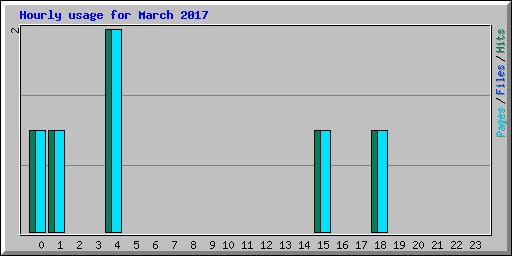 Hourly usage for March 2017
2
Pages/Files/Hits
0 1 2 3 4 5 6 7 8 9 10 11 12 13 14 15 16 17 18 19 20 21 22 23